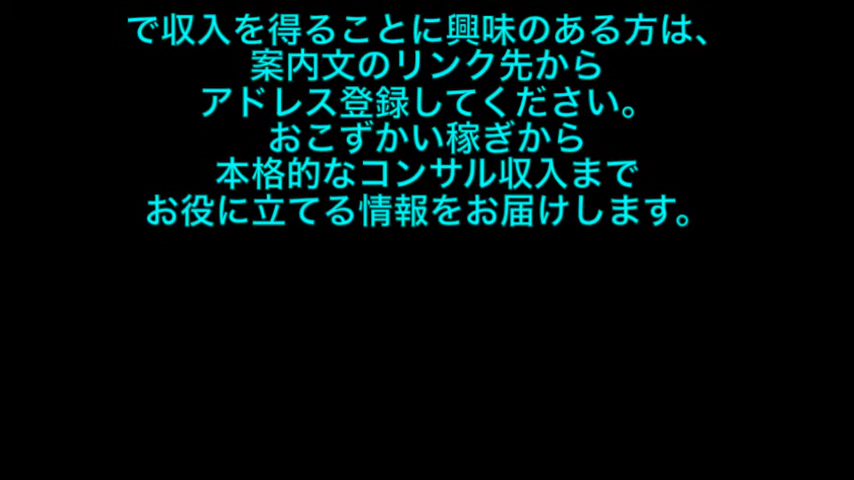 で収入を得ることに興味のある方は、
案内文のリンク先から
アドレス登録してください。
おこずかい稼ぎから
本格的なコンサル収入まで
お役に立てる情報をお届けします。